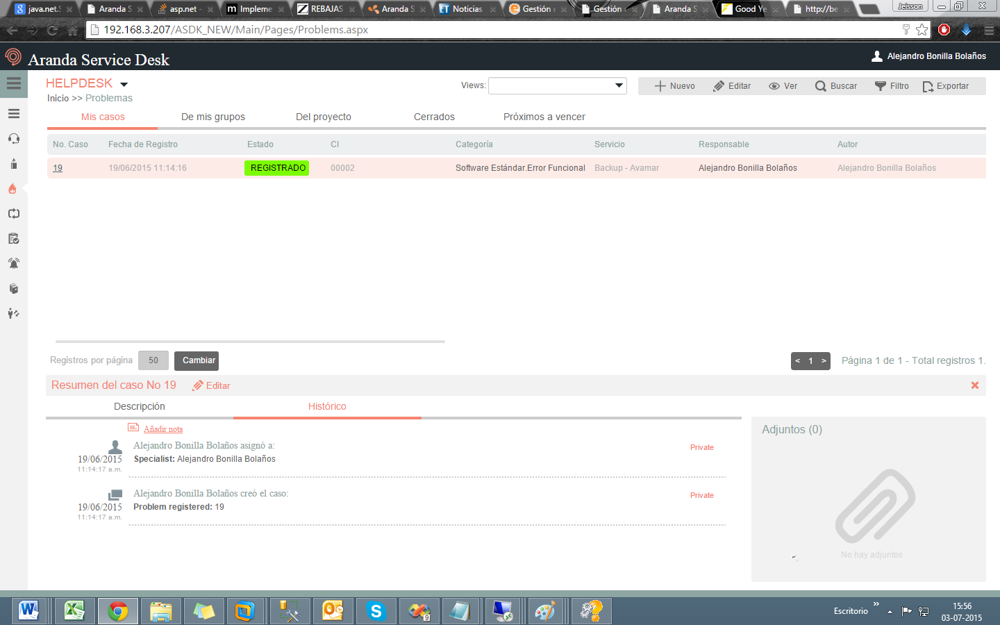 java.net.S
Aranda S
asp.net -
Impleme
REBAJAS
Aranda S
Noticias
Gestión
Gestión
Aranda S
Good Ye
http://be
Jeisson
192.168.3.207/ASDK_NEW/Main/Pages/Problems.aspx
Aranda Service Desk
Alejandro Bonilla Bolaños
HELPDESK
Views:
Nuevo Editar Ver Buscar Filtro Exportar
Inicio >> Problemas
Mis casos De mis grupos Del proyecto Cerrados Próximos a vencer
No. Caso Fecha de Registro Estado CI Categoría Servicio Responsable Autor
19 19/06/2015 11:14:16 REGISTRADO 00002 Software Estándar.Error Funcional Backup - Avamar Alejandro Bonilla Bolaños Alejandro Bonilla Bolaños
Registros por página 50 Cambiar
< 1 > Página 1 de 1 - Total registros 1.
Resumen del caso No 19 Editar
Descripción Histórico
Añadir nota
Adjuntos (0)
Alejandro Bonilla Bolaños asignó a: Private
19/06/2015 Specialist: Alejandro Bonilla Bolaños
11:14:17 a.m.
Alejandro Bonilla Bolaños creó el caso: Private
19/06/2015 Problem registered: 19
11:14:17 a.m.
No hay adjuntos
Escritorio
15:56
03-07-2015